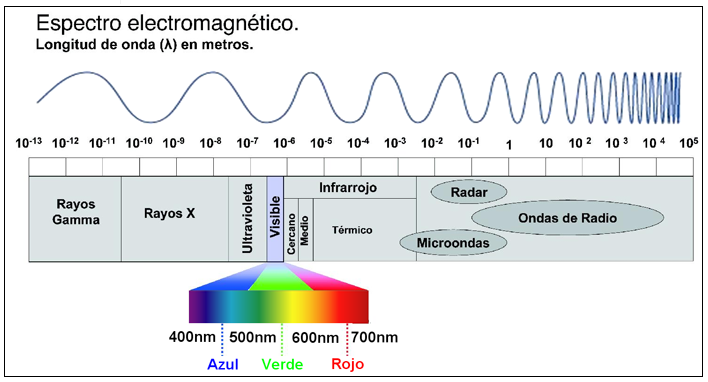 Espectro electromagnético.
Longitud de onda (λ) en metros.
10-13 10-12 10-11 10-10 10-9 10-8 10-7 10-6 10-5 10-4 10-3 10-2 10-1 1 10 10 2 10 3 10 4 10 5
Rayos
Gamma
Rayos X
Ultravioleta
Visible
Infrarrojo
Cercano
Medio
Térmico
Radar
Ondas de Radio
Microondas
400nm 500nm 600nm 700nm
Azul Verde Rojo